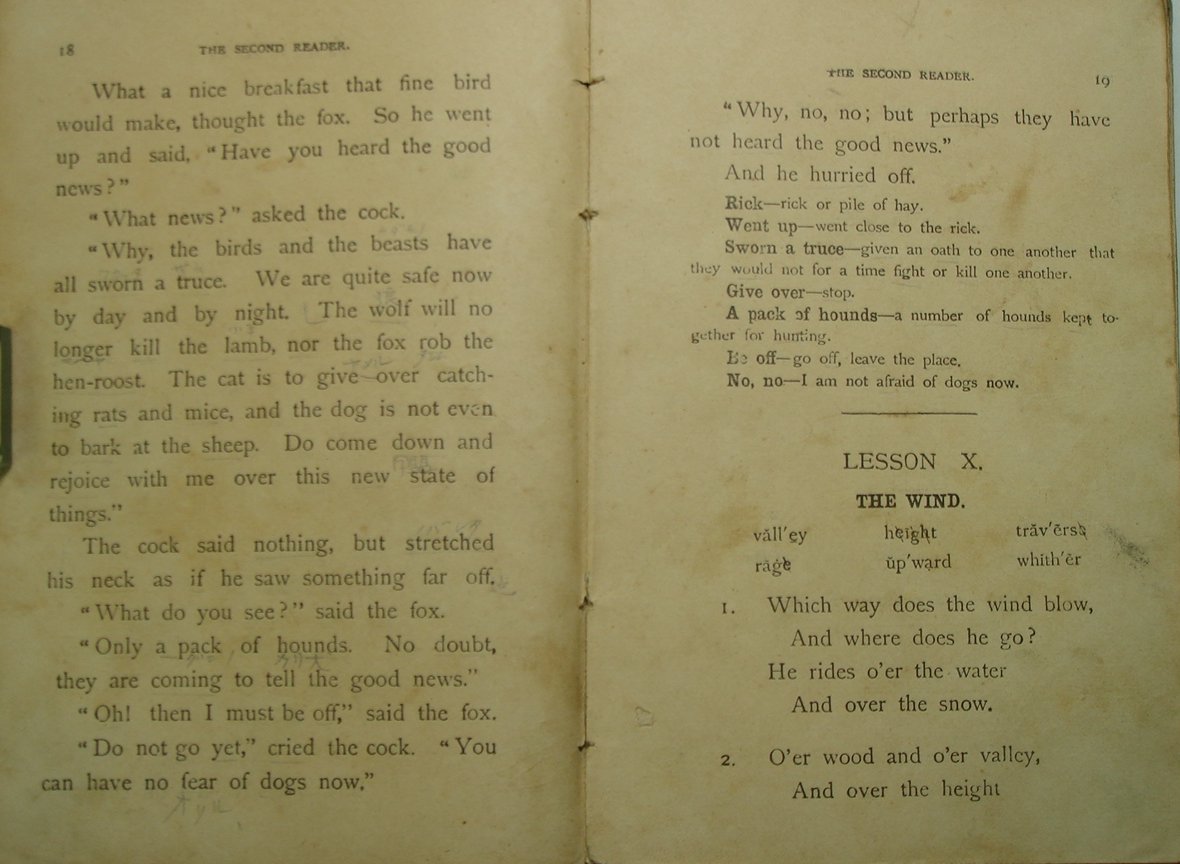 18
THE SECOND READER.
What a nice breakfast that fine bird
would make, thought the fox. So he went
up and said, “Have you heard the good
news?”
“What news?” asked the cock.
“Why, the birds and the beasts have
all sworn a truce. We are quite safe now
by day and by night. The wolf will no
longer kill the lamb, nor the fox rob the
hen-roost. The cat is to give over catch-
ing rats and mice, and the dog is not even
to bark at the sheep. Do come down and
rejoice with me over this new state of
things.”
The cock said nothing, but stretched
his neck as if he saw something far off.
“What do you see?” said the fox.
“Only a pack of hounds. No doubt,
they are coming to tell the good news.”
“Oh! then I must be off,” said the fox.
“Do not go yet,” cried the cock. “You
can have no fear of dogs now.”
THE SECOND READER.
19
“Why, no, no; but perhaps they have
not heard the good news.”
And he hurried off.
Rick—rick or pile of hay.
Went up—went close to the rick.
Sworn a truce—given an oath to one another that
they would not for a time fight or kill one another.
Give over—stop.
A pack of hounds—a number of hounds kept to-
gether for hunting.
Be off—go off, leave the place.
No, no—I am not afraid of dogs now.
LESSON X.
THE WIND.
văll′ey height trăv′ẽrse
rāġe ŭp′ward whith′ẽr
1. Which way does the wind blow,
And where does he go?
He rides o’er the water
And over the snow.
2. O’er wood and o’er valley,
And over the height